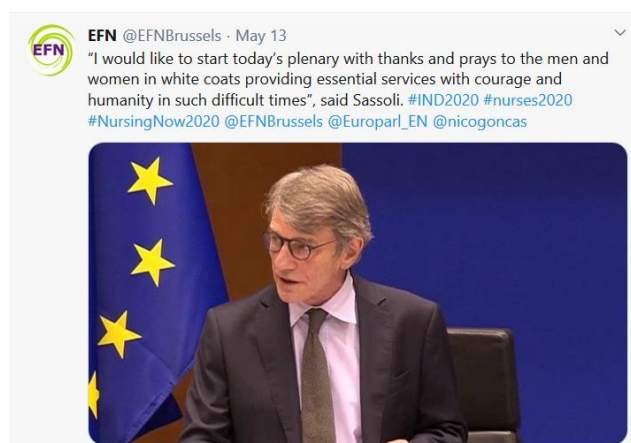 EFN @EFNBrussels · May 13
EFN
“I would like to start today’s plenary with thanks and prays to the men and
women in white coats providing essential services with courage and
humanity in such difficult times”, said Sassoli. #IND2020 #nurses2020
#NursingNow2020 @EFNBrussels @Europarl_EN @nicogoncas